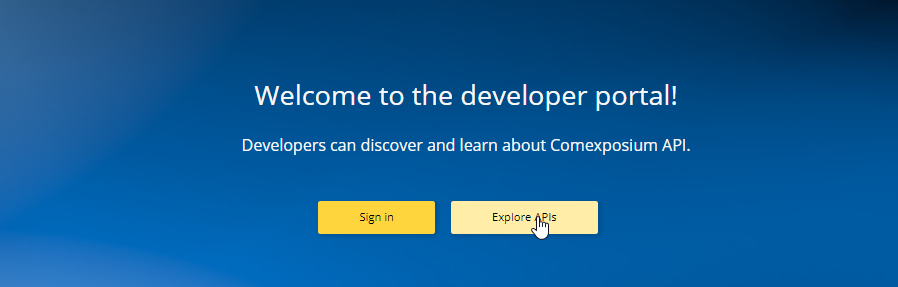 Welcome to the developer portal!
Developers can discover and learn about Comexposium API.
Sign in
Explore APIs